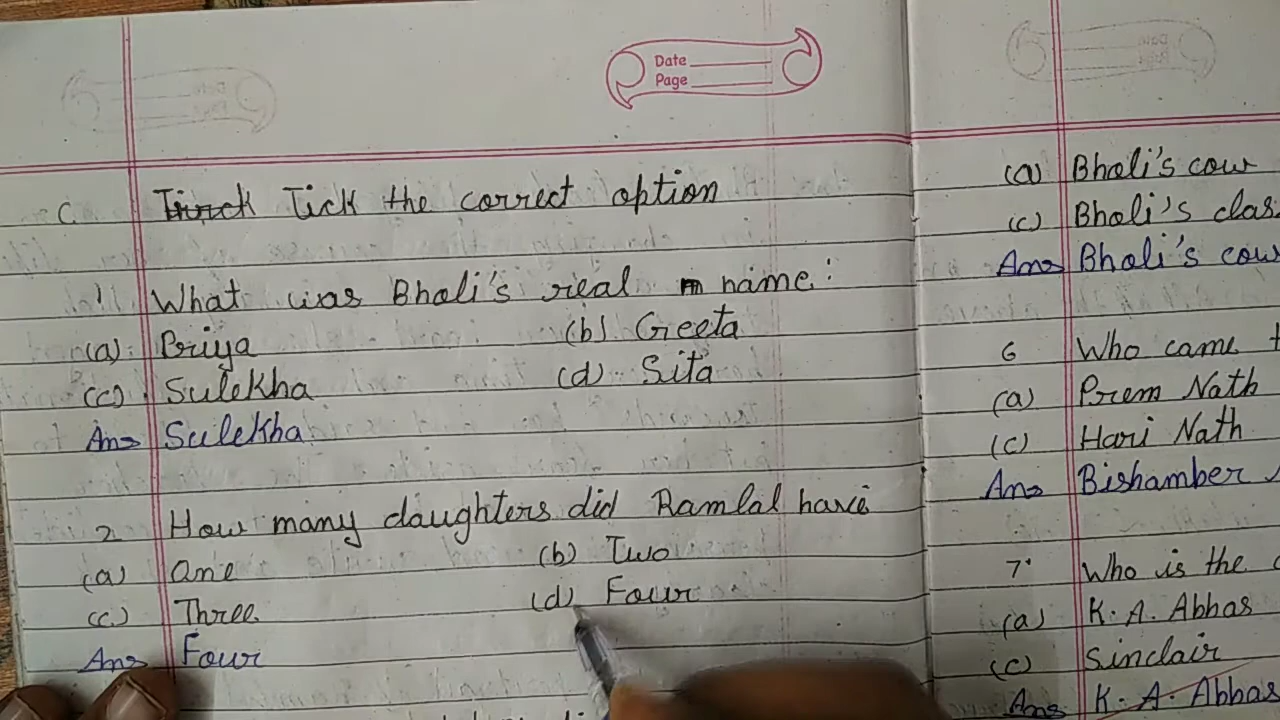 Date
Page
C. Tick the correct option
1 What was Bholi's real name:
(a) Priya (b) Geeta
(c) Sulekha (d) Sita
Ans Sulekha
2 How many daughters did Ramlal have
(a) One (b) Two
(c) Three (d) Four
Ans Four
(a) Bholi's cow
(c) Bholi's clas
Ans Bholi's cow
6 Who came
(a) Prem Nath
(c) Hari Nath
Ans Bishamber
7. Who is the
(a) K. A. Abbas
(c) Sinclair
Ans K. A. Abbas